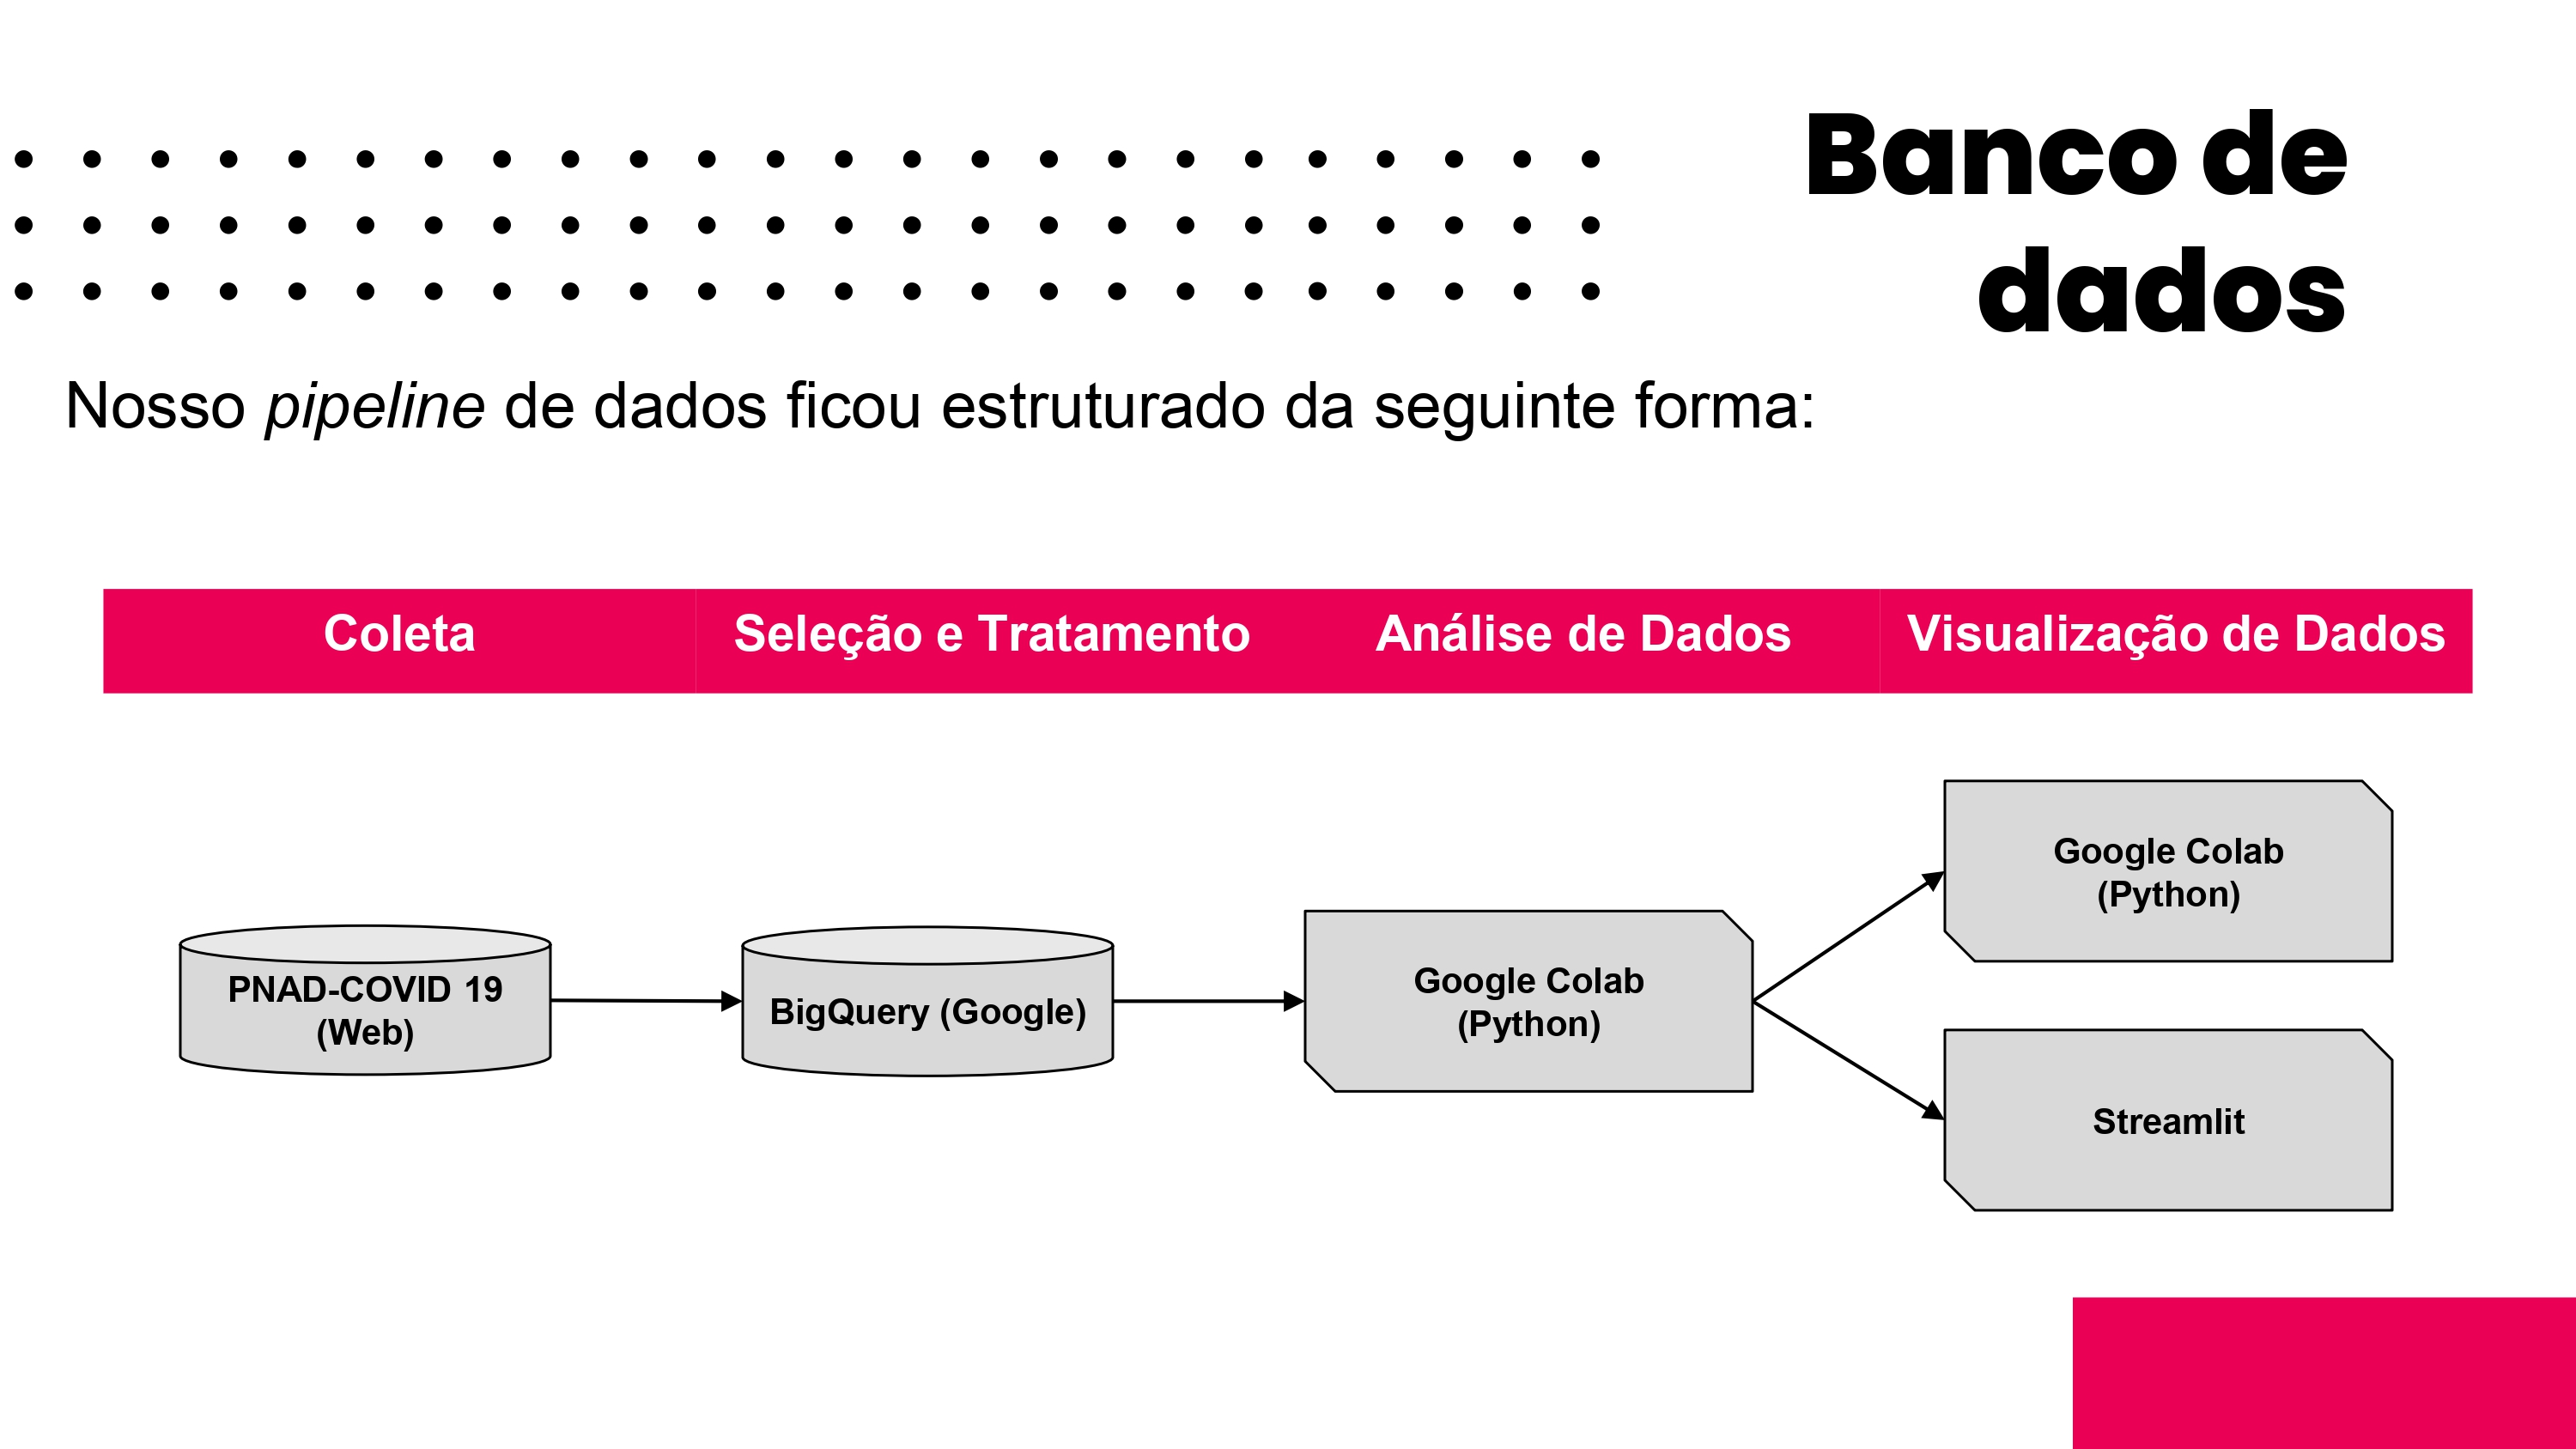 Banco de
dados
Nosso pipeline de dados ficou estruturado da seguinte forma:
Coleta
Seleção e Tratamento
Análise de Dados
Visualização de Dados
PNAD-COVID 19
(Web)
BigQuery (Google)
Google Colab
(Python)
Google Colab
(Python)
Streamlit